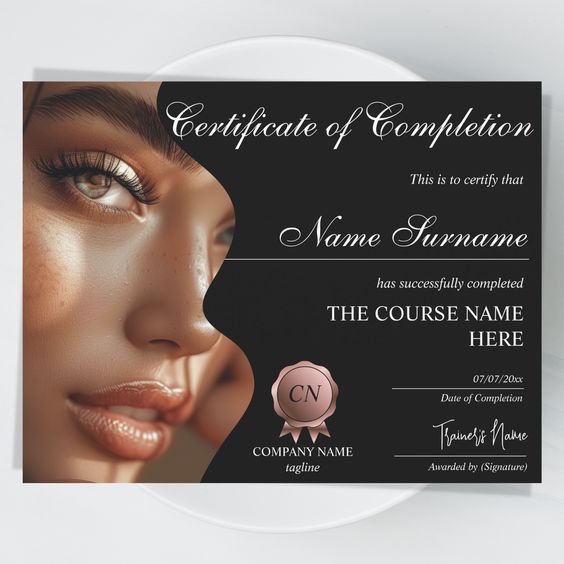 Certificate of Completion
This is to certify that
Name Surname
has successfully completed
THE COURSE NAME
HERE
07/07/20xx
Date of Completion
CN
COMPANY NAME
tagline
Trainer's Name
Awarded by (Signature)